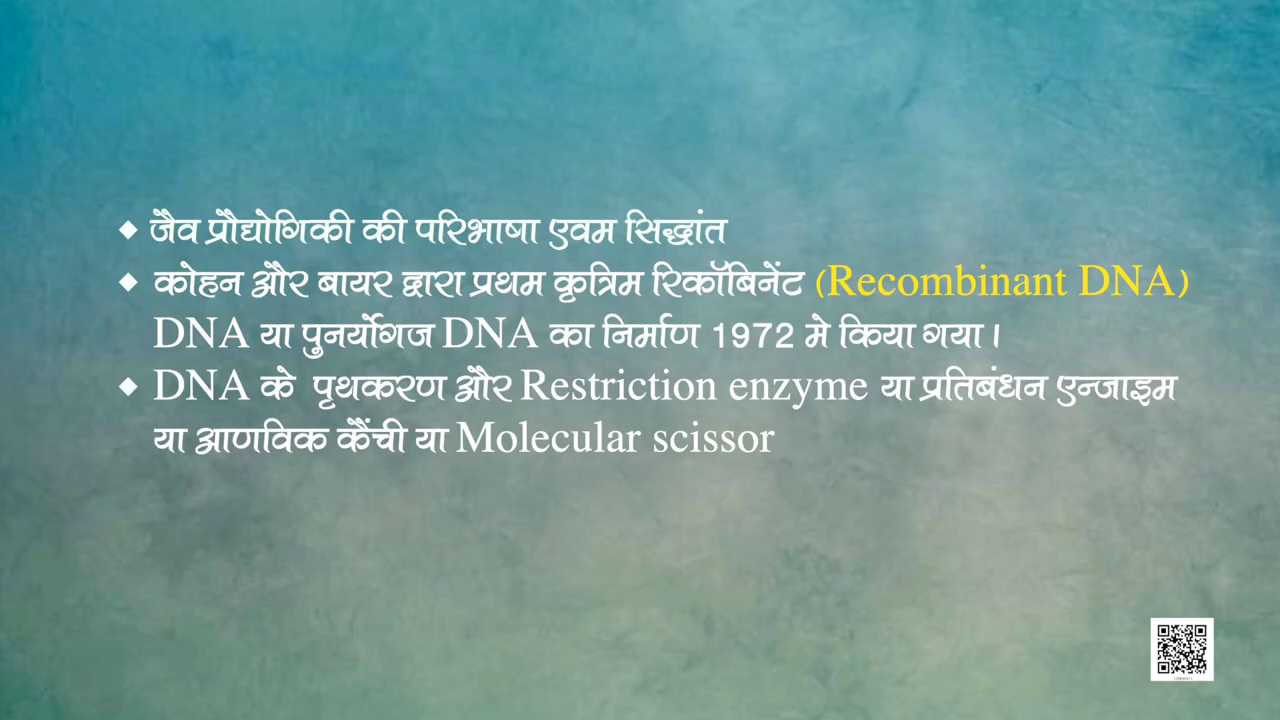 ◆ जैव प्रौद्योगिकी की परिभाषा एवम सिद्धांत
◆ कोहन और बायर द्वारा प्रथम कृत्रिम रिकॉबिनेंट (Recombinant DNA)
DNA या पुनर्योगज DNA का निर्माण 1972 मे किया गया।
◆ DNA के पृथकरण और Restriction enzyme या प्रतिबंधन एन्जाइम
या आणविक कैंची या Molecular scissor